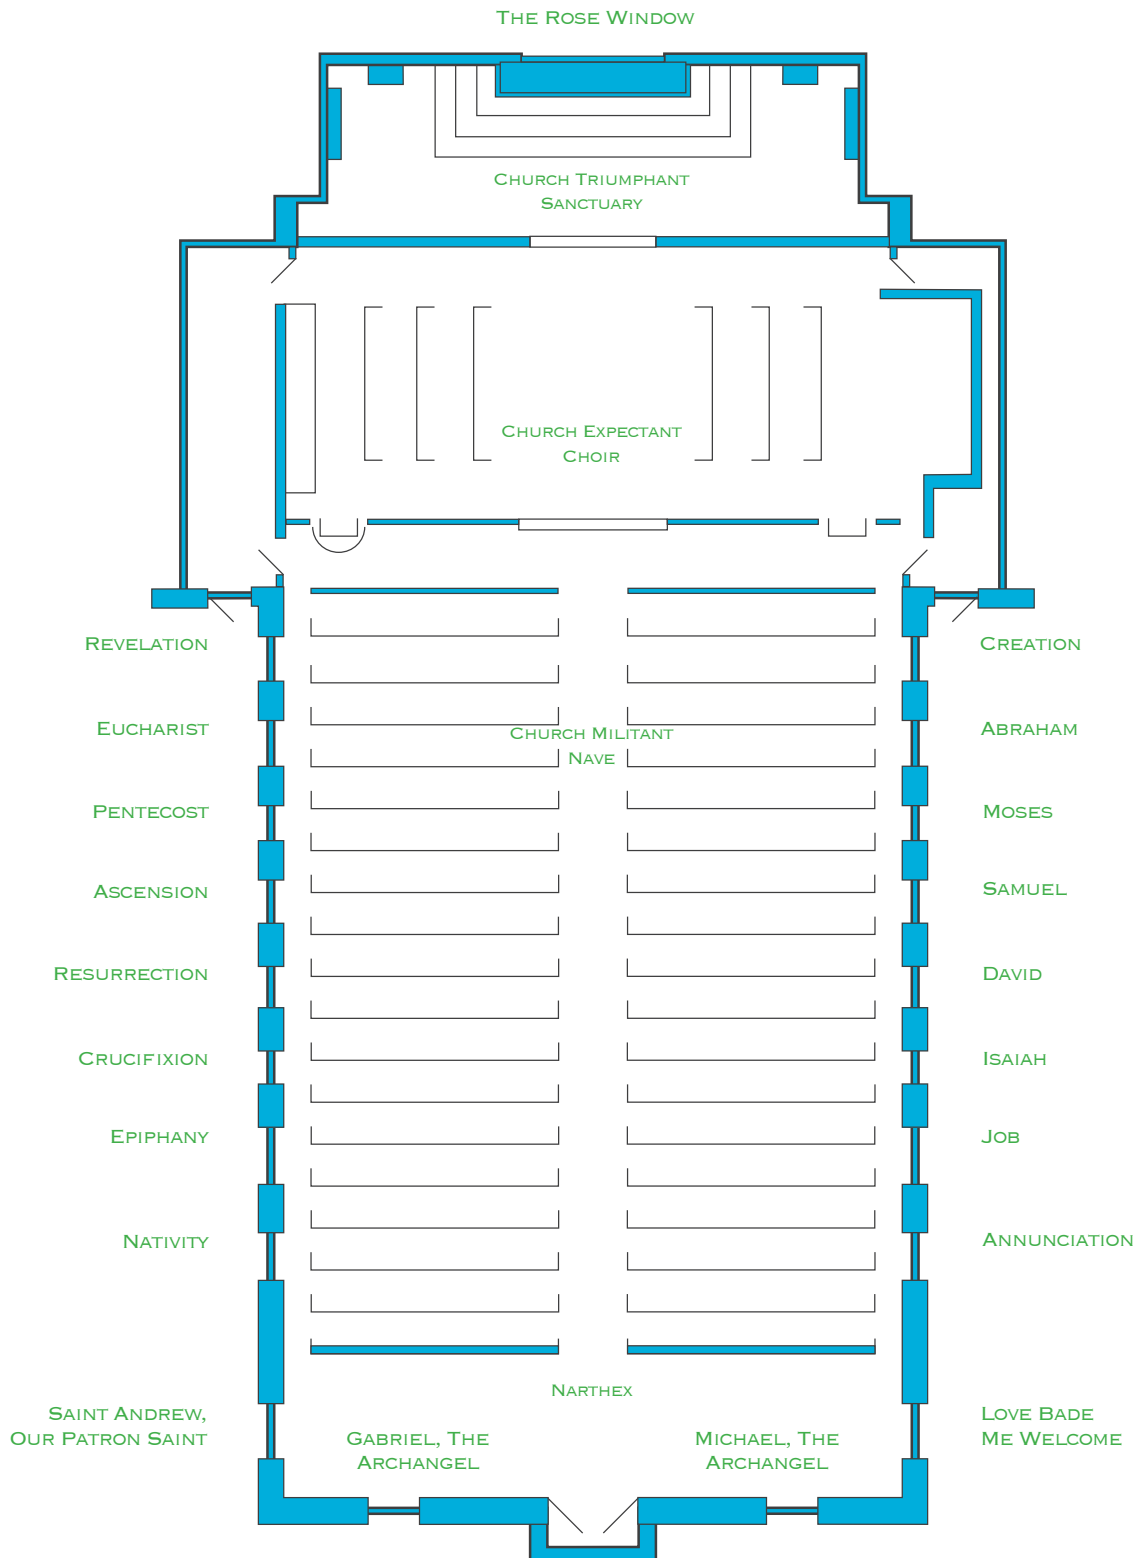 The Rose Window
Church Triumphant
Sanctuary
Church Expectant
Choir
Revelation
Creation
Eucharist
Abraham
Church Militant
Nave
Pentecost
Moses
Ascension
Samuel
Resurrection
David
Crucifixion
Isaiah
Epiphany
Job
Nativity
Annunciation
Narthex
Saint Andrew,
Our Patron Saint
Gabriel, The
Archangel
Michael, The
Archangel
Love Bade
Me Welcome